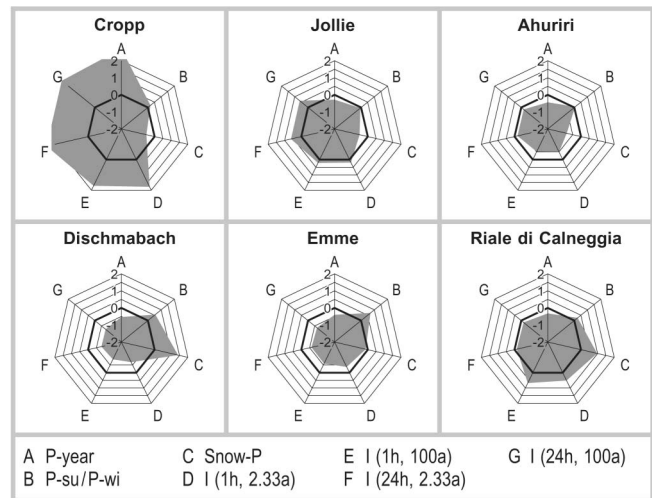 Cropp
A
2
1
0
-1
-2
B
C
D
E
F
G
Jollie
A
2
1
0
-1
-2
B
C
D
E
F
G
Ahuriri
A
2
1
0
-1
-2
B
C
D
E
F
G
Dischmabach
A
2
1
0
-1
-2
B
C
D
E
F
G
Emme
A
2
1
0
-1
-2
B
C
D
E
F
G
Riale di Calneggia
A
2
1
0
-1
-2
B
C
D
E
F
G
A P-year C Snow-P E I (1h, 100a) G I (24h, 100a)
B P-su/P-wi D I (1h, 2.33a) F I (24h, 2.33a)